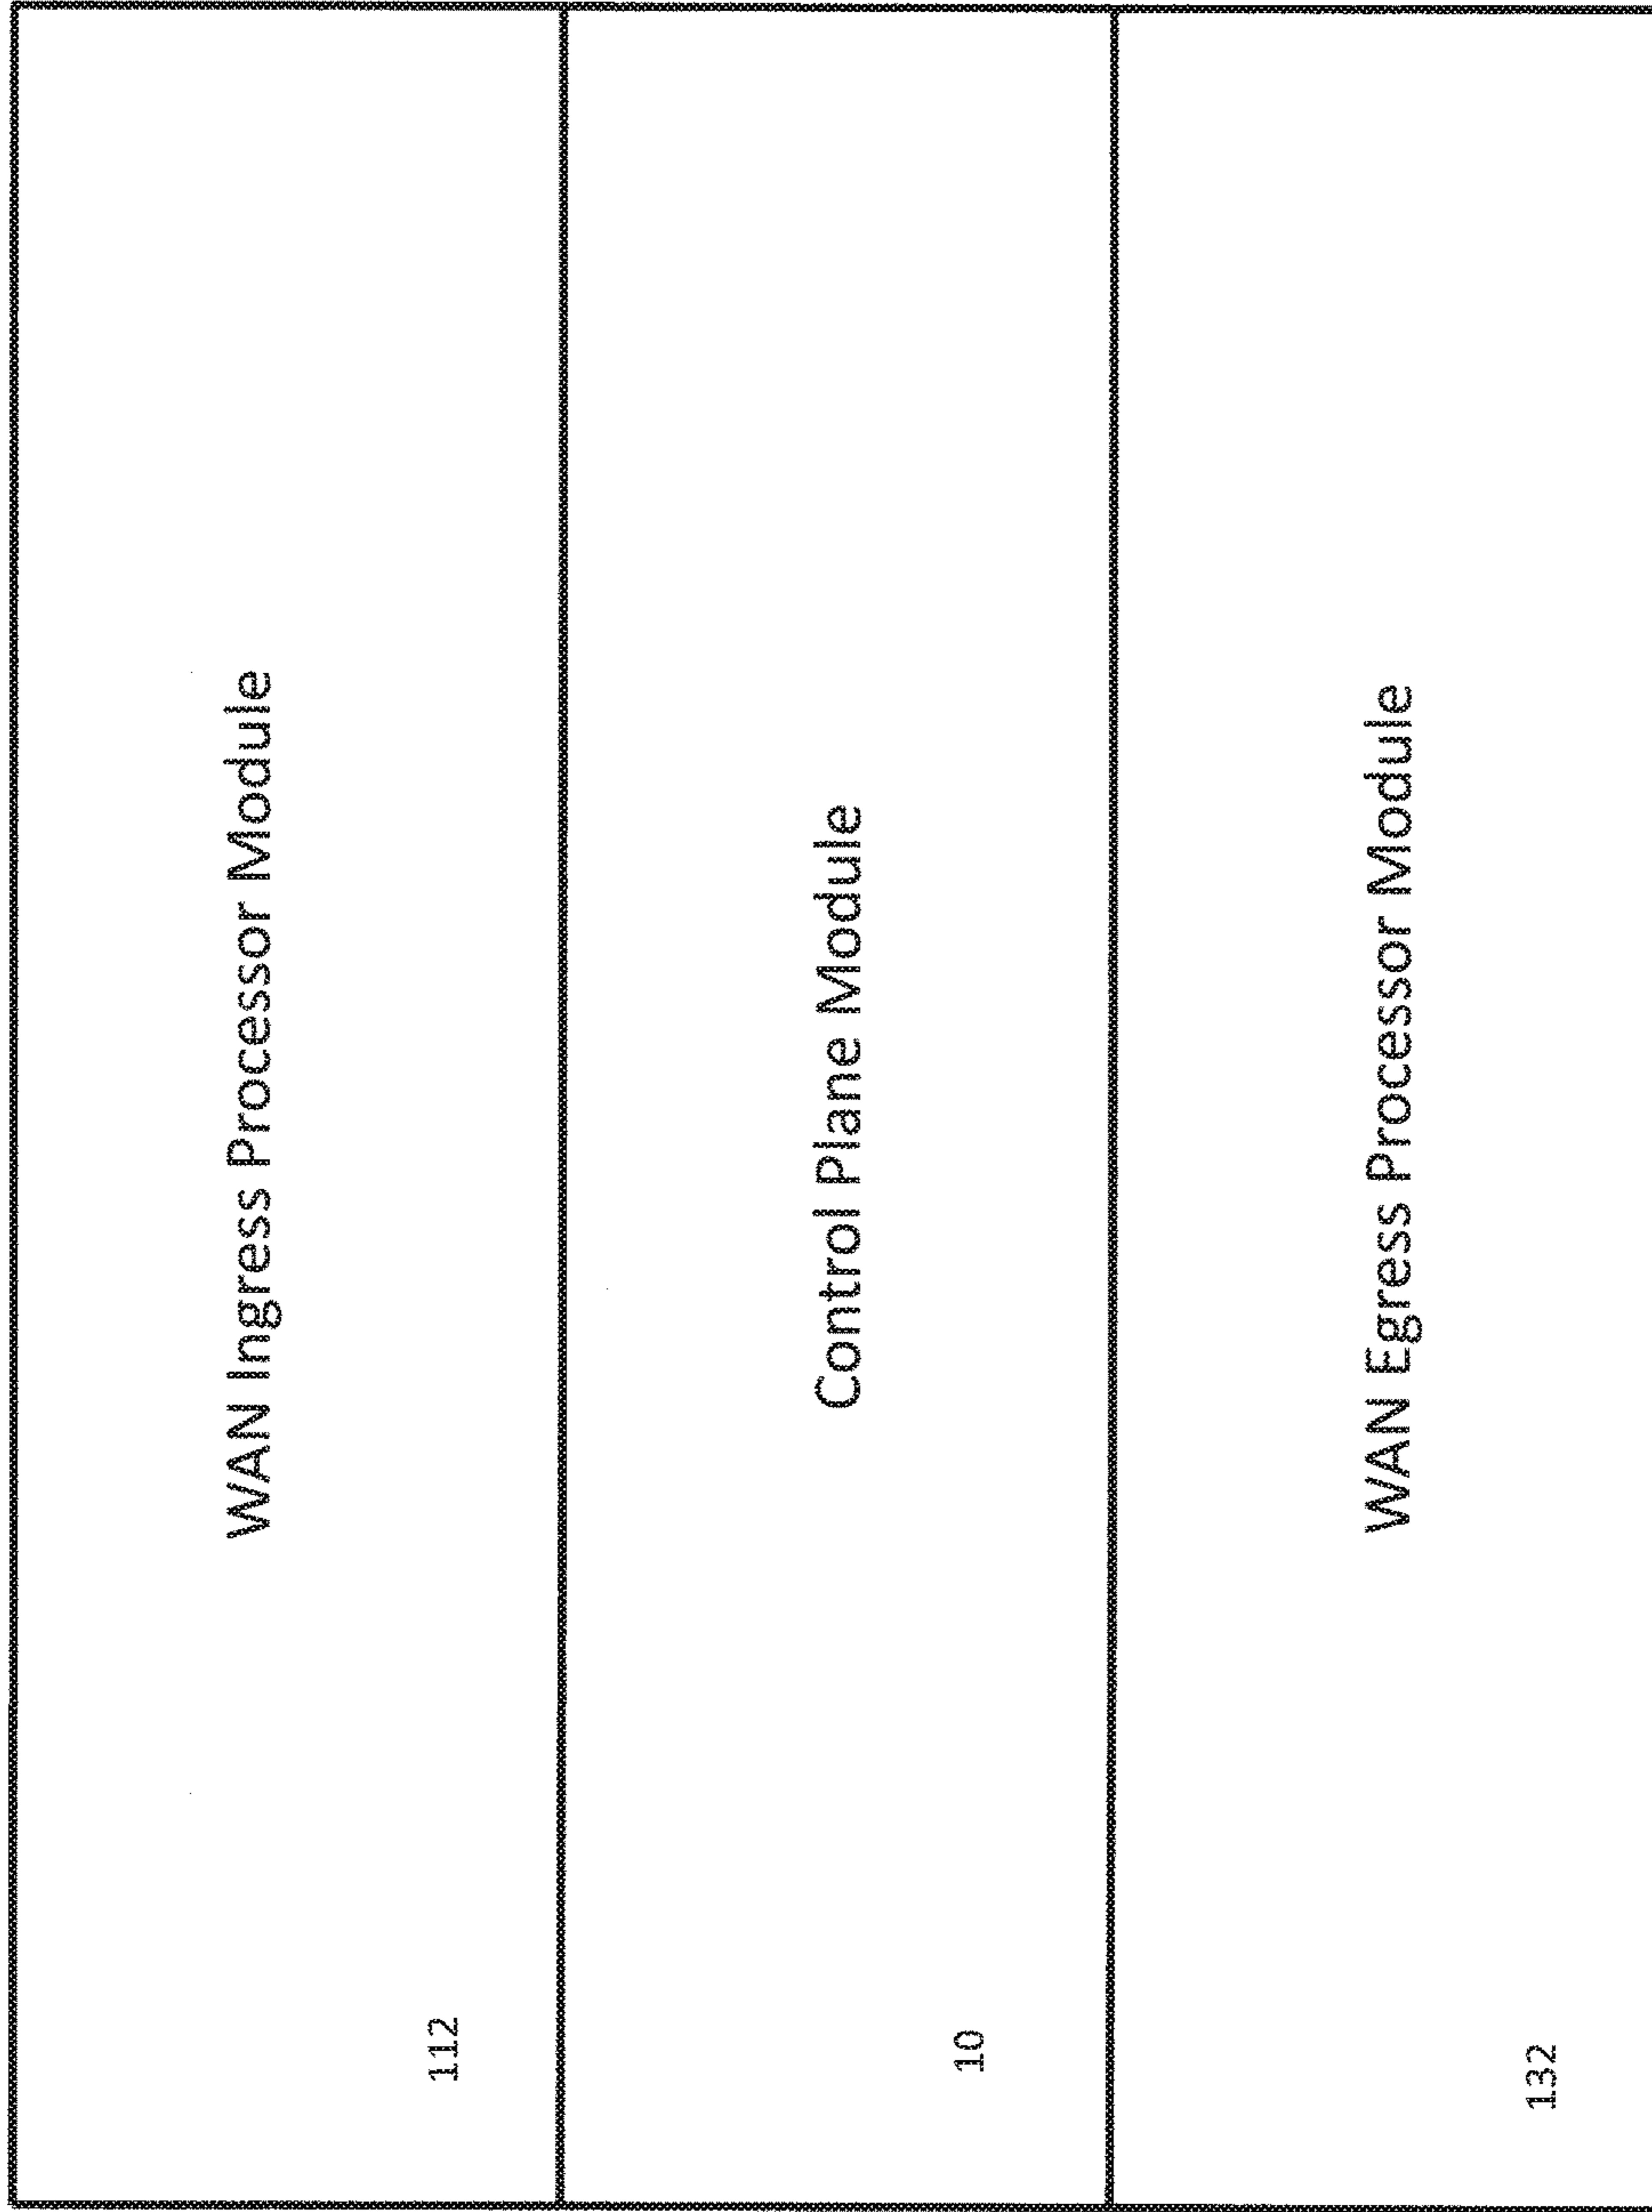 WAN Ingress Processor Module
112
Control Plane Module
10
WAN Egress Processor Module
132